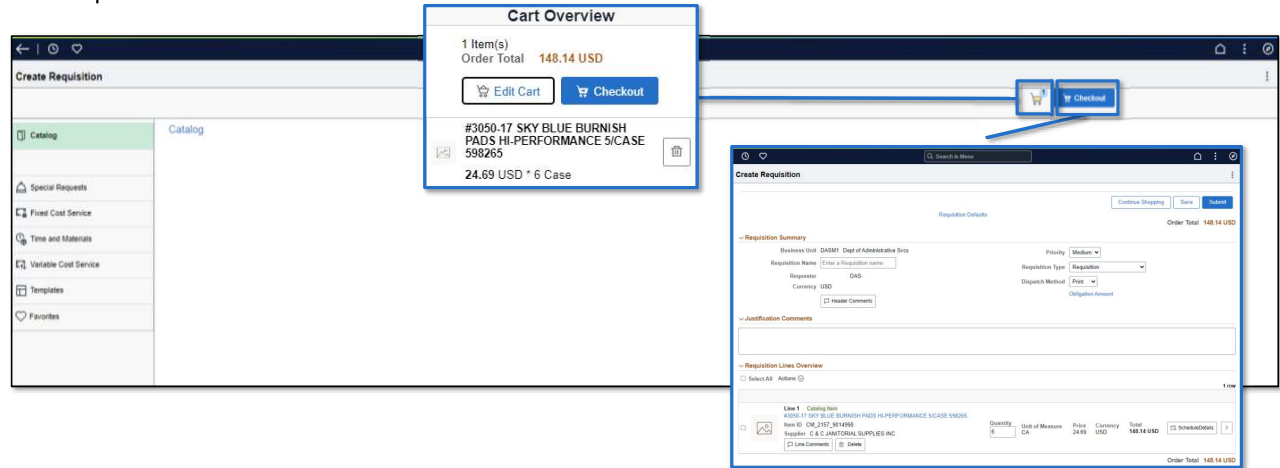 Cart Overview
1 Item(s)
Order Total 148.14 USD
Edit Cart
Checkout
#3050-17 SKY BLUE BURNISH
PADS HI-PERFORMANCE 5/CASE
598265
24.69 USD * 6 Case
Create Requisition
1
Checkout
Catalog
Catalog
Special Requests
Fixed Cost Service
Time and Materials
Variable Cost Service
Templates
Favorites
Search in Menu
Create Requisition
Continue Shopping
Save
Submit
Requisition Defaults
Order Total 148.14 USD
Requisition Summary
Business Unit DASM1 Dept of Administrative Svcs
Priority Medium
Requisition Name Enter a Requisition name
Requisition Type Requisition
Requester DAS
Dispatch Method Print
Currency USD
Obligation Amount
Header Comments
Justification Comments
Requisition Lines Overview
Select All Actions
1 row
Line 1 Catalog Item
#3050-17 SKY BLUE BURNISH PADS HI-PERFORMANCE 5/CASE 598265
Item ID CM_2157_9014968
Supplier C & C JANITORIAL SUPPLIES INC
Quantity
6
Unit of Measure
CA
Price
24.69
Currency
USD
Total
148.14 USD
ScheduleDetails
Line Comments
Delete
Order Total 148.14 USD